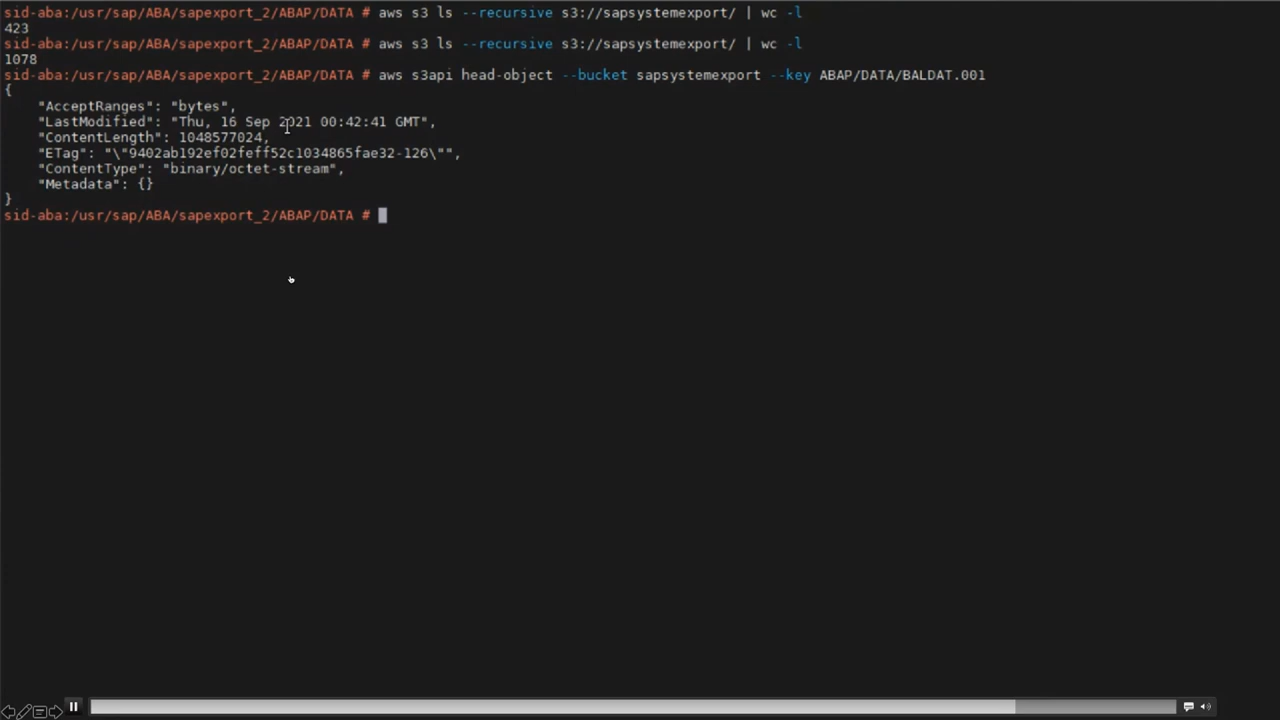 sid-aba:/usr/sap/ABA/sapexport_2/ABAP/DATA # aws s3 ls --recursive s3://sapsystemexport/ | wc -l
423
sid-aba:/usr/sap/ABA/sapexport_2/ABAP/DATA # aws s3 ls --recursive s3://sapsystemexport/ | wc -l
1078
sid-aba:/usr/sap/ABA/sapexport_2/ABAP/DATA # aws s3api head-object --bucket sapsystemexport --key ABAP/DATA/BALDAT.001
{
    "AcceptRanges": "bytes",
    "LastModified": "Thu, 16 Sep 2021 00:42:41 GMT",
    "ContentLength": 1048577024,
    "ETag": "\"9402ab192ef02feff52c1034865fae32-126\"",
    "ContentType": "binary/octet-stream",
    "Metadata": {}
}
sid-aba:/usr/sap/ABA/sapexport_2/ABAP/DATA #